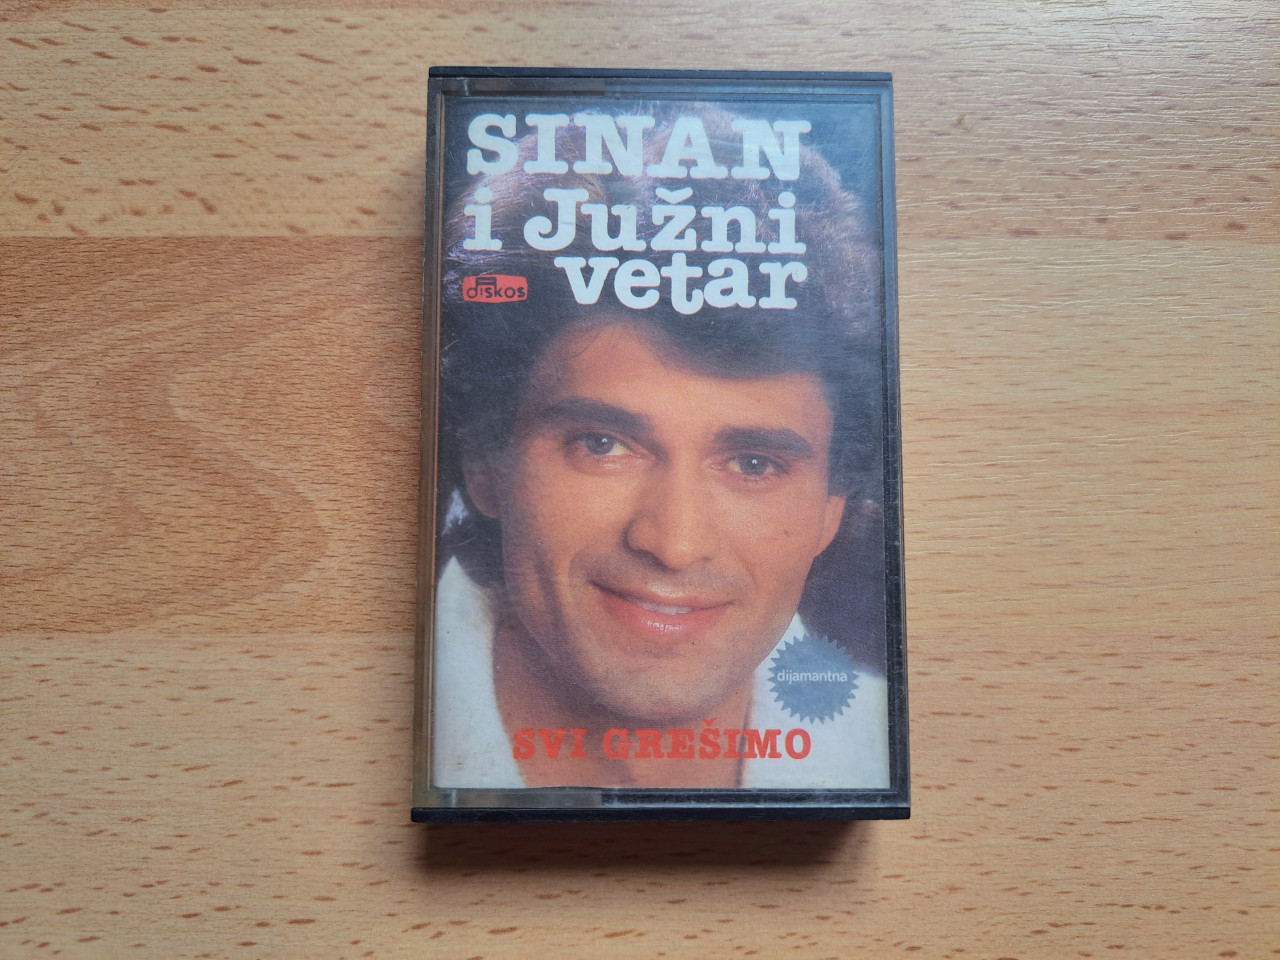 SINAN
i Južni
vetar
diskos
dijamantna
SVI GREŠIMO